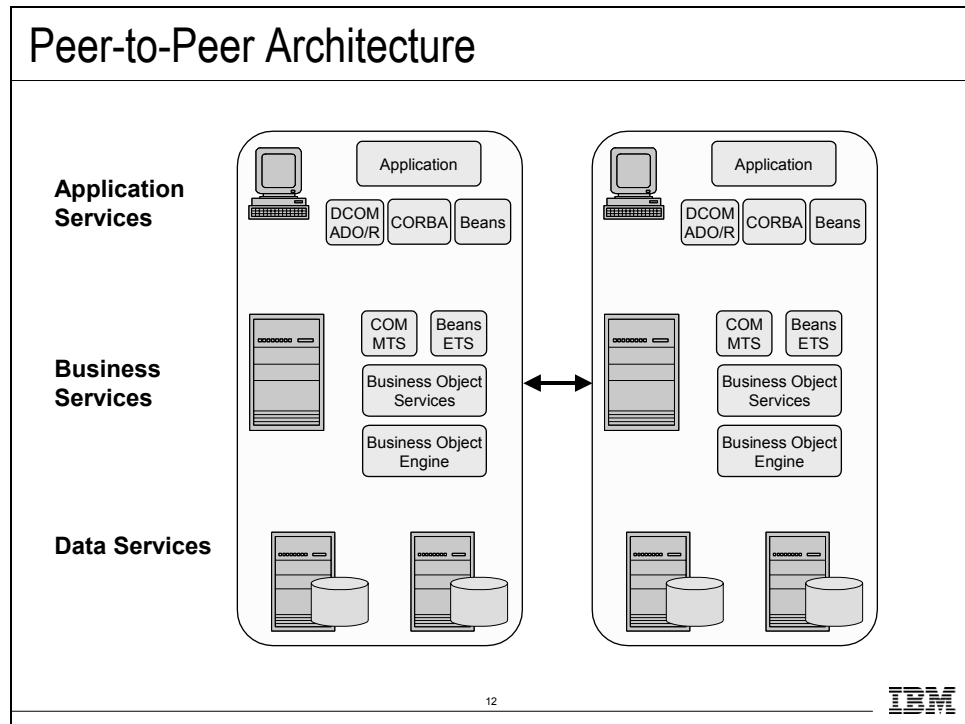 Peer-to-Peer Architecture
Application
Services
Application
DCOM
ADO/R
CORBA
Beans
Application
DCOM
ADO/R
CORBA
Beans
Business
Services
COM
MTS
Beans
ETS
Business Object
Services
Business Object
Engine
COM
MTS
Beans
ETS
Business Object
Services
Business Object
Engine
Data Services
12
IBM